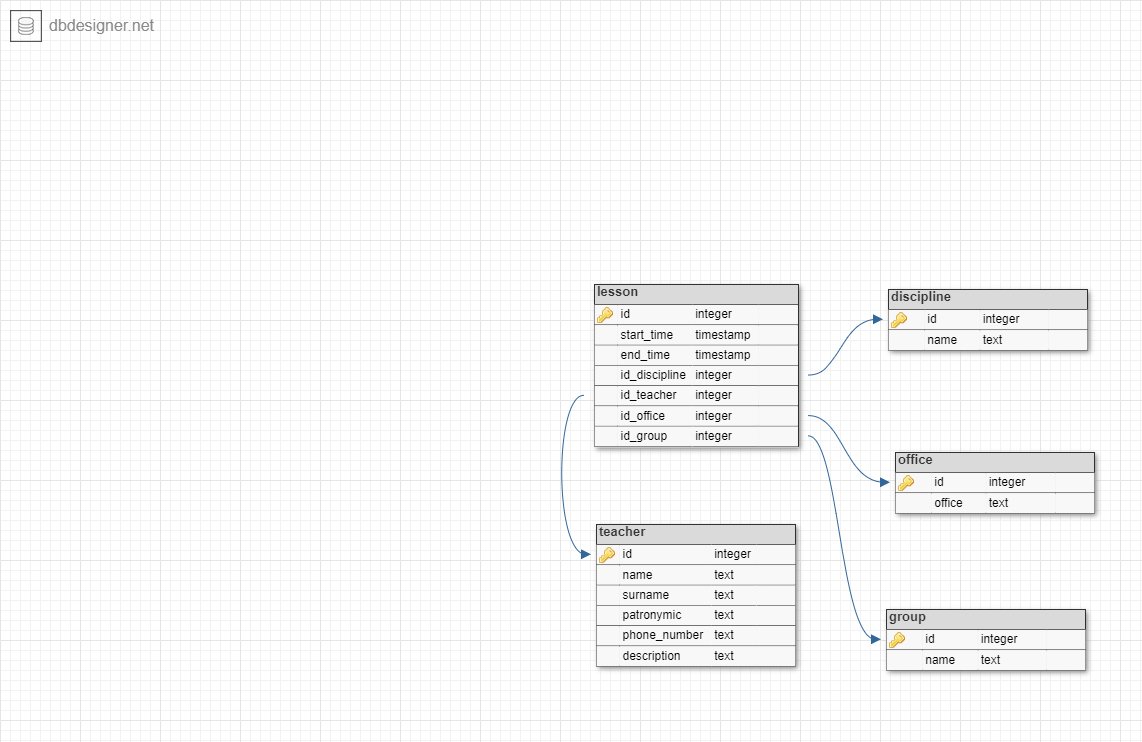 dbdesigner.net
lesson
id integer
start_time timestamp
end_time timestamp
id_discipline integer
id_teacher integer
id_office integer
id_group integer
discipline
id integer
name text
office
id integer
office text
teacher
id integer
name text
surname text
patronymic text
phone_number text
description text
group
id integer
name text